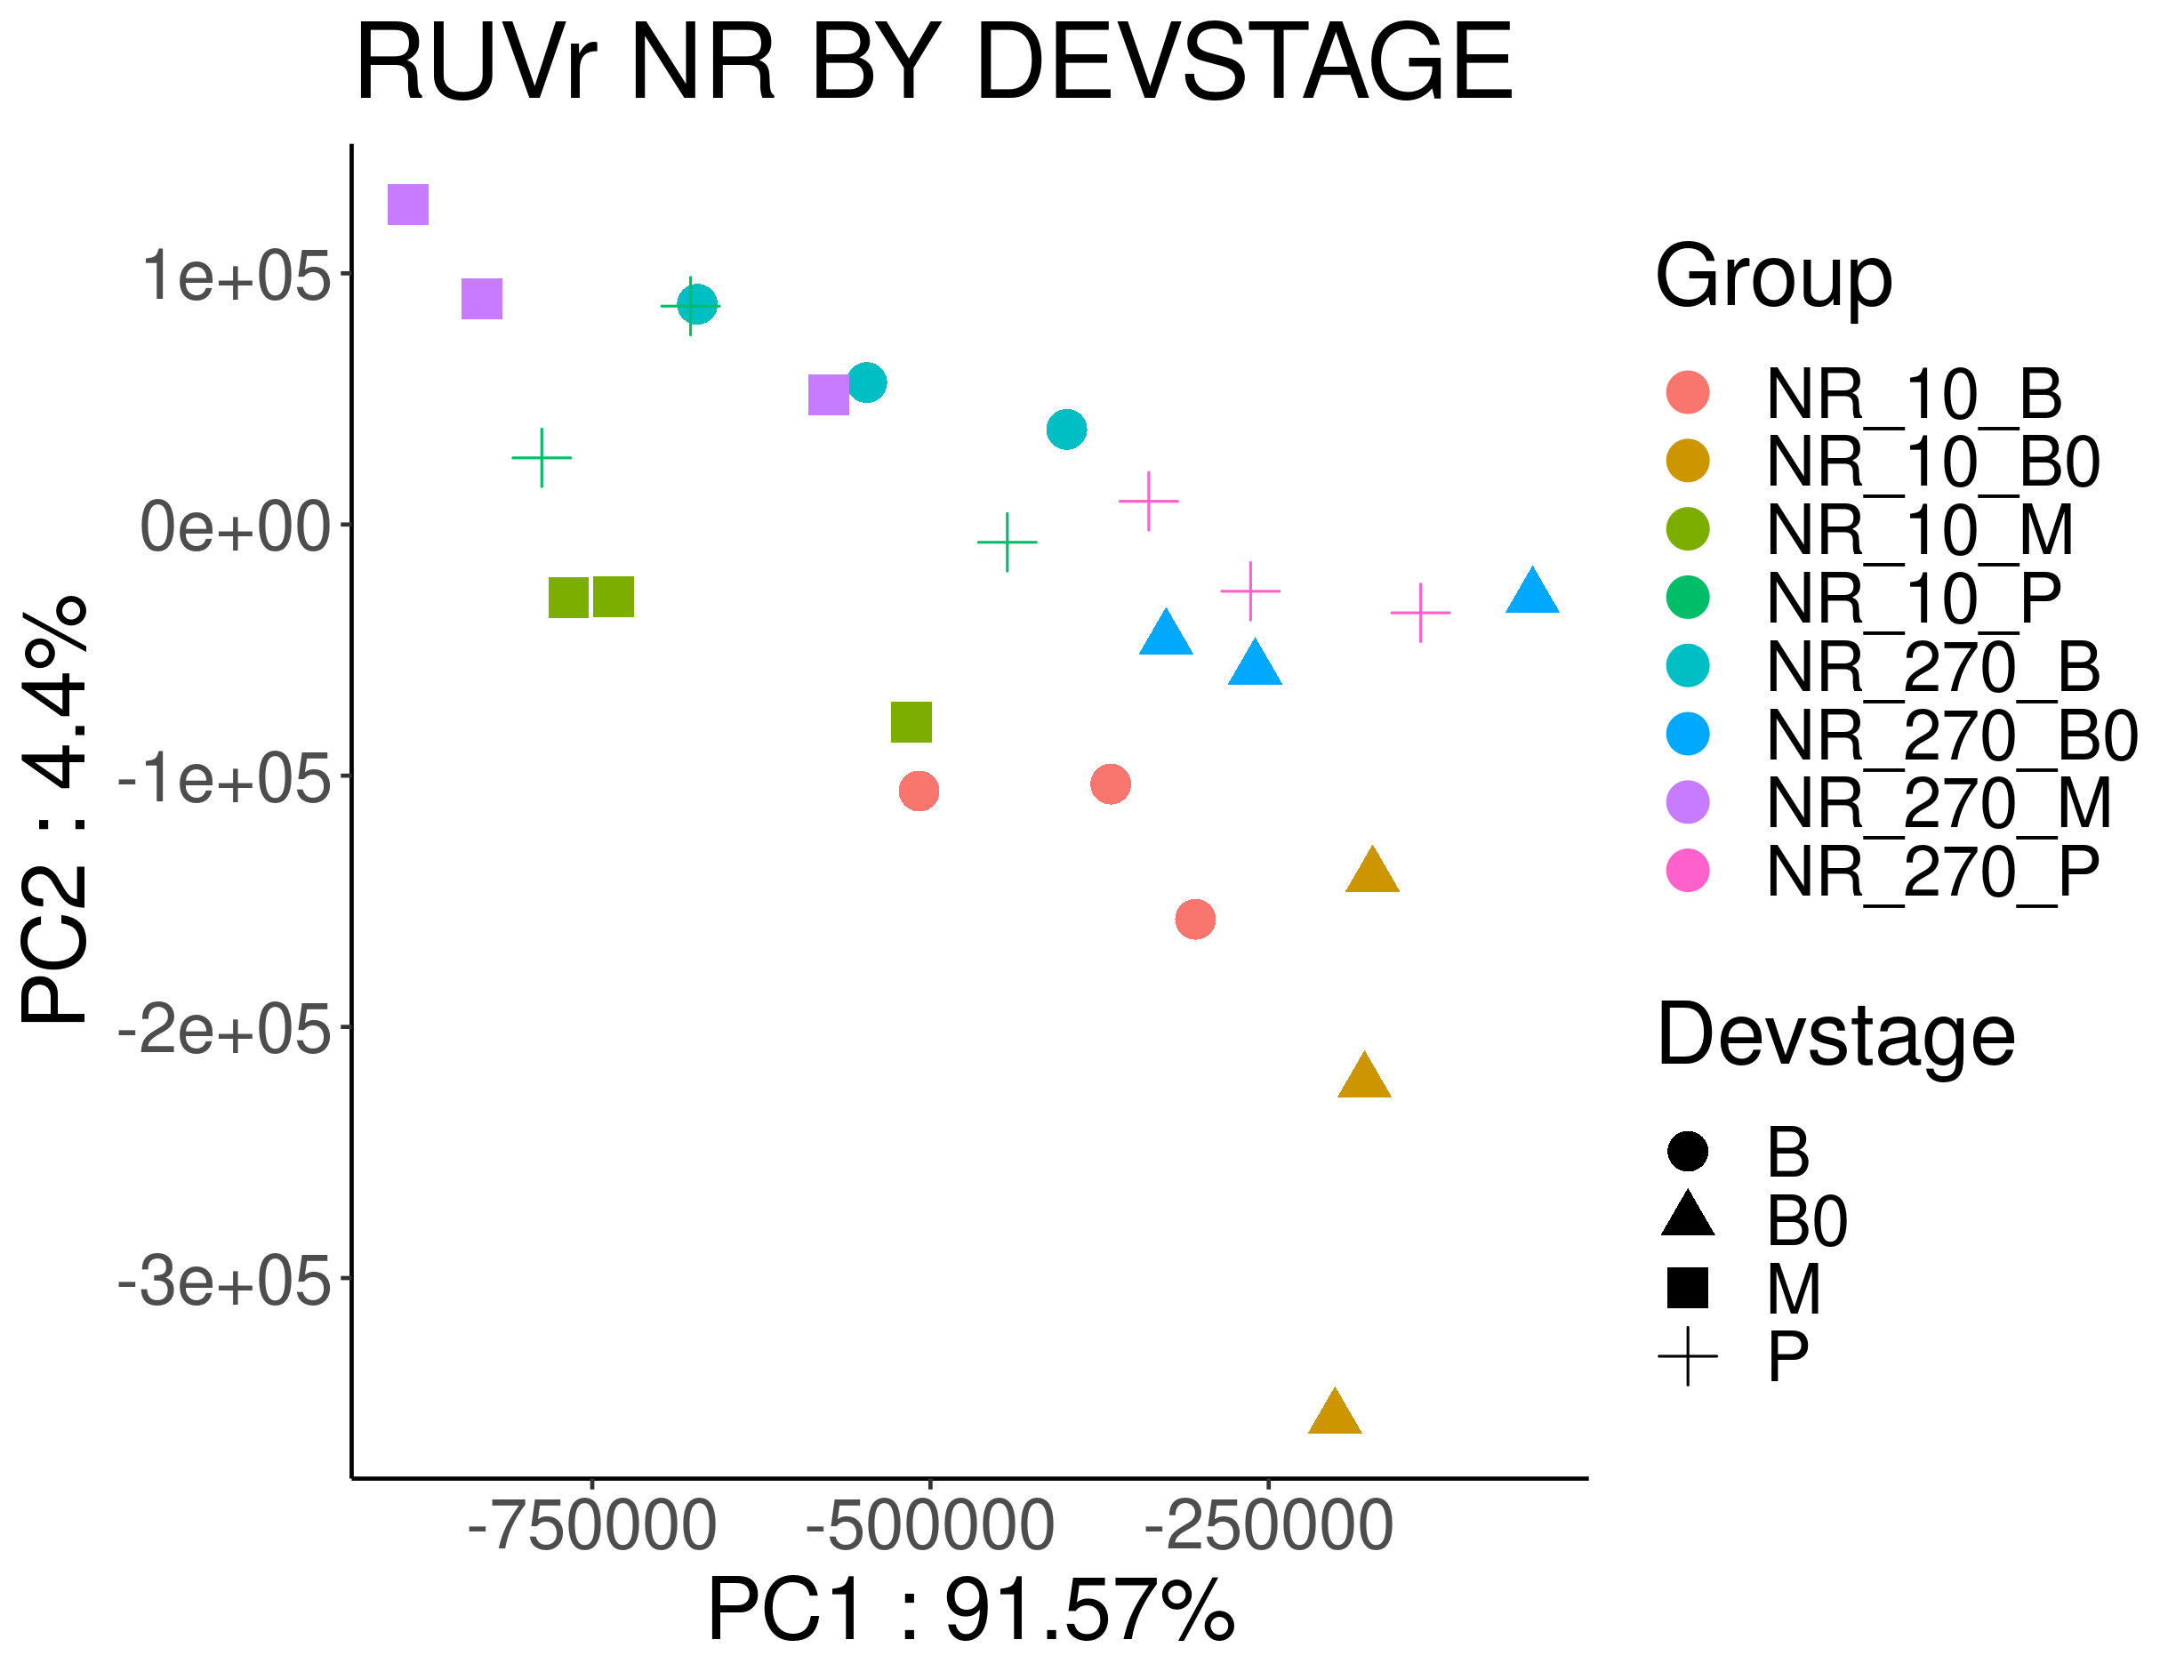 RUVr NR BY DEVSTAGE
PC2 : 4.4%
1e+05
0e+00
-1e+05
-2e+05
-3e+05
-750000
-500000
-250000
PC1 : 91.57%
Group
NR_10_B
NR_10_B0
NR_10_M
NR_10_P
NR_270_B
NR_270_B0
NR_270_M
NR_270_P
Devstage
B
B0
M
P